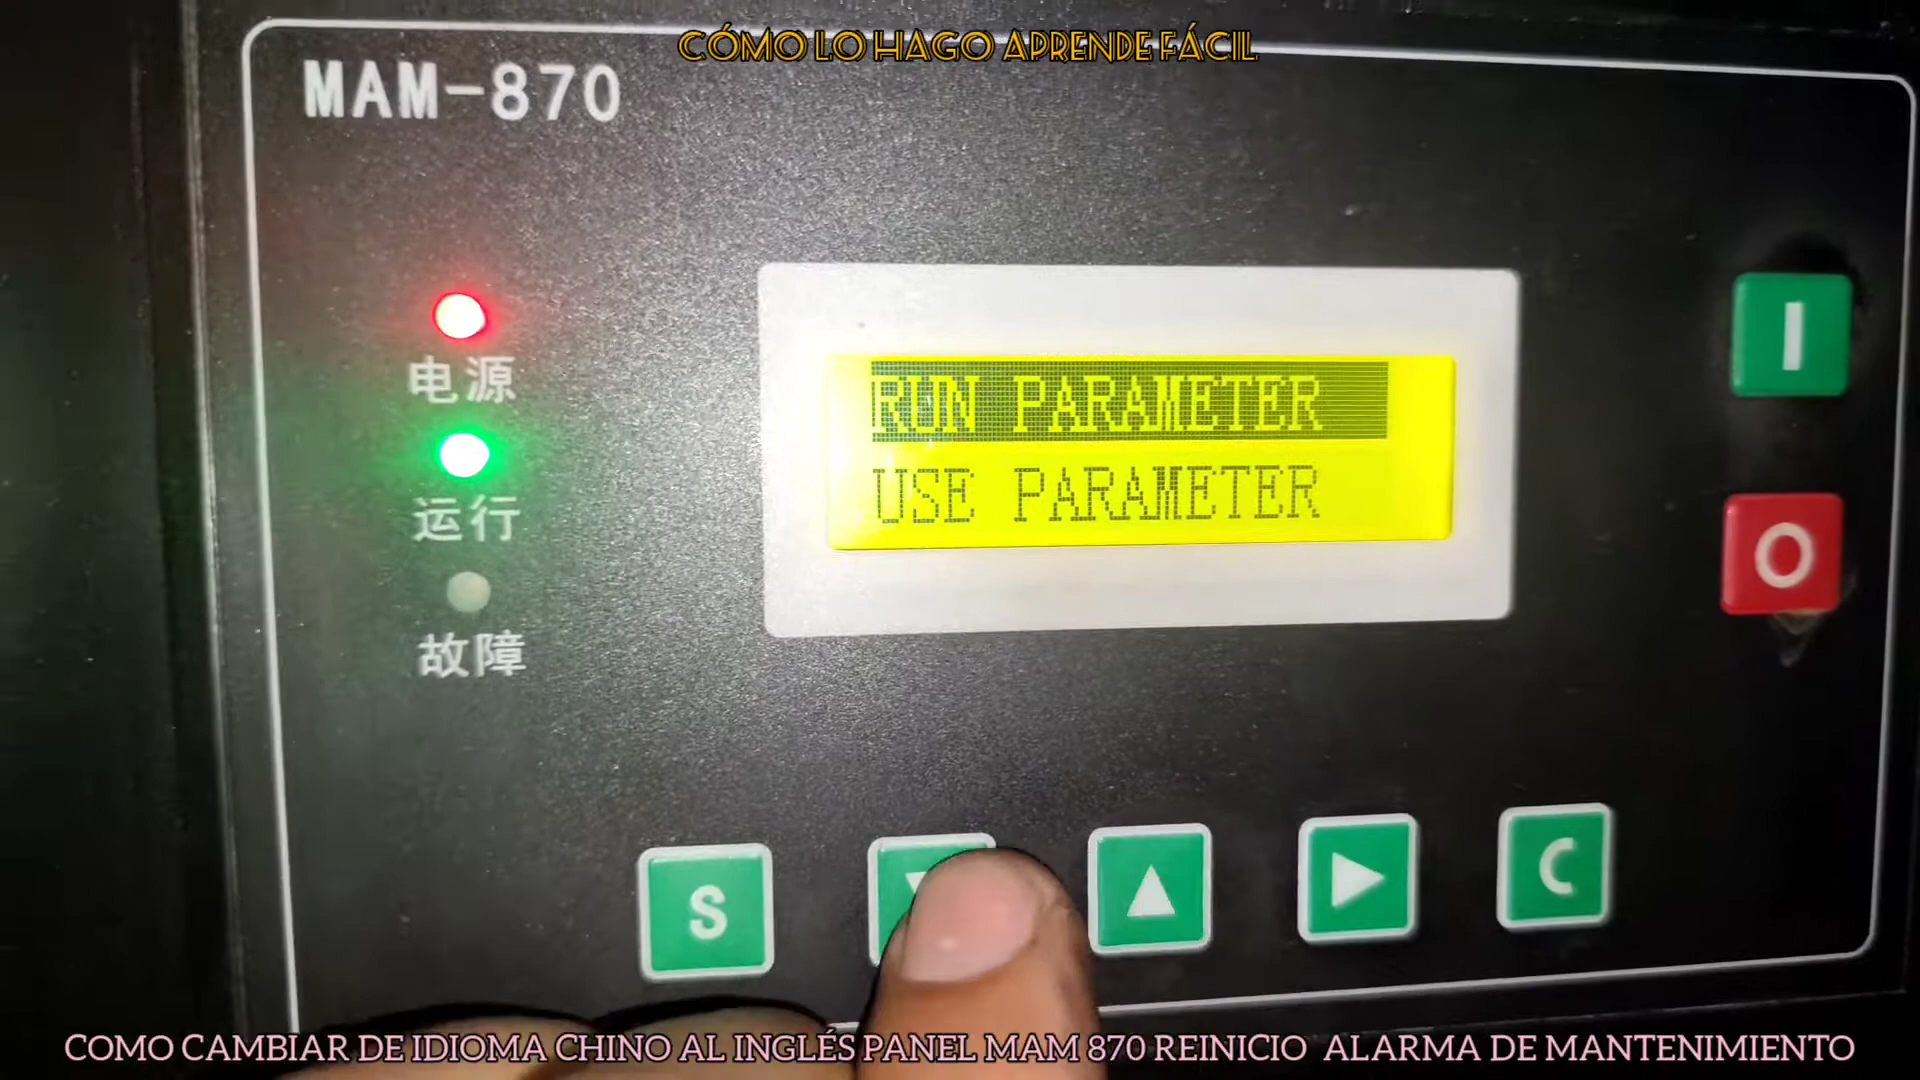 CÓMO LO HAGO APRENDE FÁCIL
MAM-870
电源
运行
故障
RUN PARAMETER
USE PARAMETER
I
O
S
C
COMO CAMBIAR DE IDIOMA CHINO AL INGLÉS PANEL MAM 870 REINICIO ALARMA DE MANTENIMIENTO